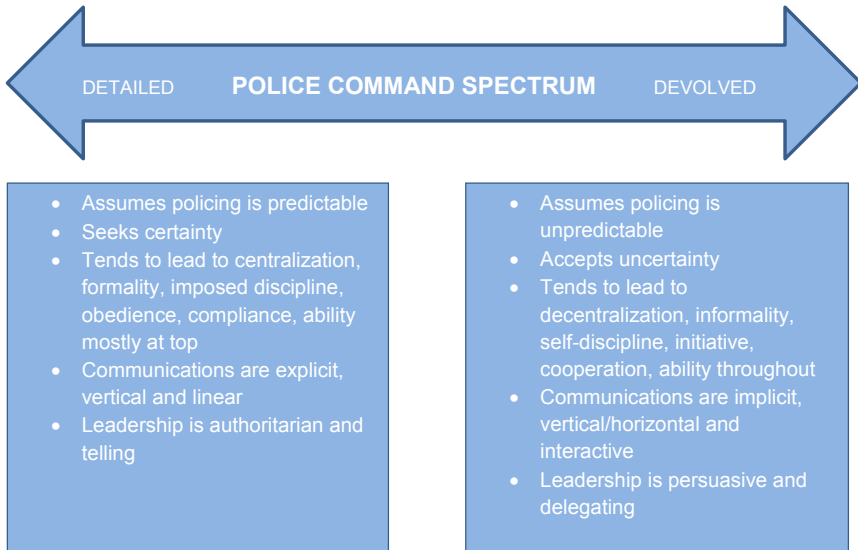 DETAILED POLICE COMMAND SPECTRUM DEVOLVED
• Assumes policing is predictable
• Seeks certainty
• Tends to lead to centralization,
formality, imposed discipline,
obedience, compliance, ability
mostly at top
• Communications are explicit,
vertical and linear
• Leadership is authoritarian and
telling
• Assumes policing is
unpredictable
• Accepts uncertainty
• Tends to lead to
decentralization, informality,
self-discipline, initiative,
cooperation, ability throughout
• Communications are implicit,
vertical/horizontal and
interactive
• Leadership is persuasive and
delegating